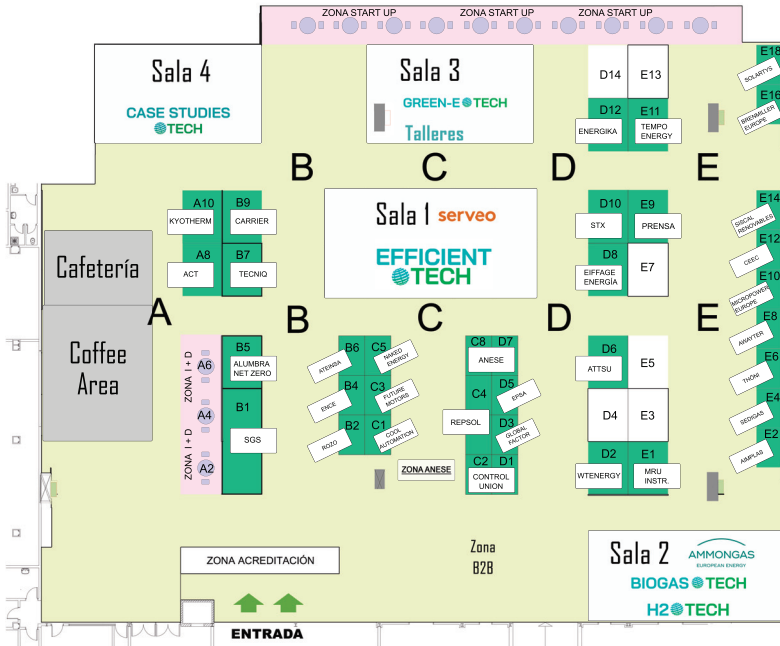 ZONA START UP
ZONA START UP
ZONA START UP
Sala 4
CASE STUDIES
TECH
Sala 3
GREEN-E TECH
Talleres
D14
E13
D12
E11
ENERGIKA
TEMPO
ENERGY
E18
SOLARTYS
E16
BRENMILLER
EUROPE
B
C
D
E
A10
B9
KYOTHERM
CARRIER
A8
B7
ACT
TECNIQ
Sala 1 serveo
EFFICIENT
TECH
D10
E9
STX
PRENSA
D8
E7
EIFFAGE
ENERGÍA
E14
SISCAL
RENOVABLES
E12
CEEC
E10
MICROPOWER
EUROPE
E8
AWAYTER
E6
THÖNI
E4
SEDIGAS
E2
AIMPLAS
Cafetería
Coffee
Area
A
B
C
D
E
ZONA I + D
ZONA I + D
A6
A4
A2
B5
ALUMBRA
NET ZERO
B1
SGS
B6
C5
ATEINSA
NAKED
ENERGY
B4
C3
ENCE
FUTURE
MOTORS
B2
C1
ROZO
COOL
AUTOMATION
C8
D7
ANESE
C4
D5
EPSA
REPSOL
D3
GLOBAL
FACTOR
C2
D1
CONTROL
UNION
D6
E5
ATTSU
D4
E3
D2
E1
WTENERGY
MRU
INSTR.
ZONA ANESE
Zona
B2B
ZONA ACREDITACIÓN
ENTRADA
Sala 2
AMMONGAS
EUROPEAN ENERGY
BIOGAS TECH
H2 TECH